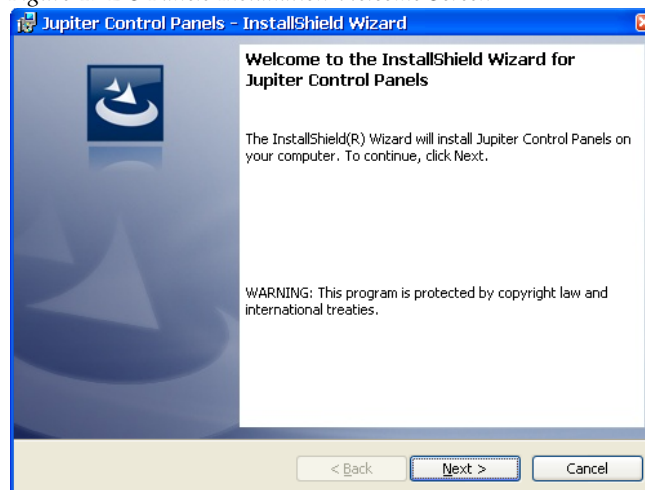 Jupiter Control Panels - InstallShield Wizard
Welcome to the InstallShield Wizard for
Jupiter Control Panels
The InstallShield(R) Wizard will install Jupiter Control Panels on
your computer. To continue, click Next.
WARNING: This program is protected by copyright law and
international treaties.
< Back
Next >
Cancel